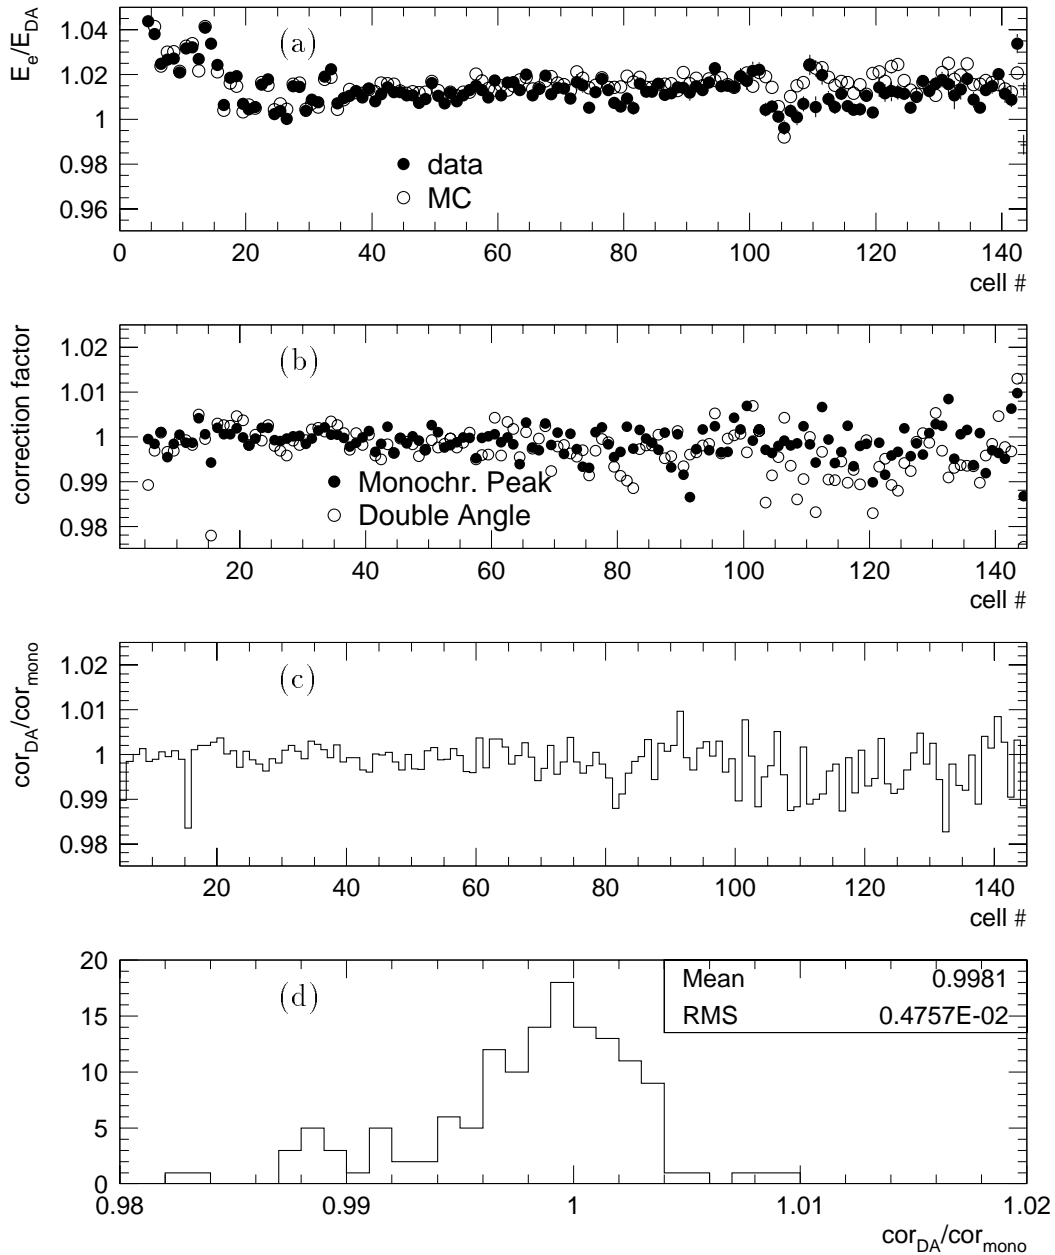 E_e/E_DA
1.04
1.02
1
0.98
0.96
(a)
data
MC
0 20 40 60 80 100 120 140
cell #
correction factor
1.02
1.01
1
0.99
0.98
(b)
Monochr. Peak
Double Angle
20 40 60 80 100 120 140
cell #
cor_DA/cor_mono
1.02
1.01
1
0.99
0.98
(c)
20 40 60 80 100 120 140
cell #
20
15
10
5
0
(d)
Mean 0.9981
RMS 0.4757E-02
0.98 0.99 1 1.01 1.02
cor_DA/cor_mono